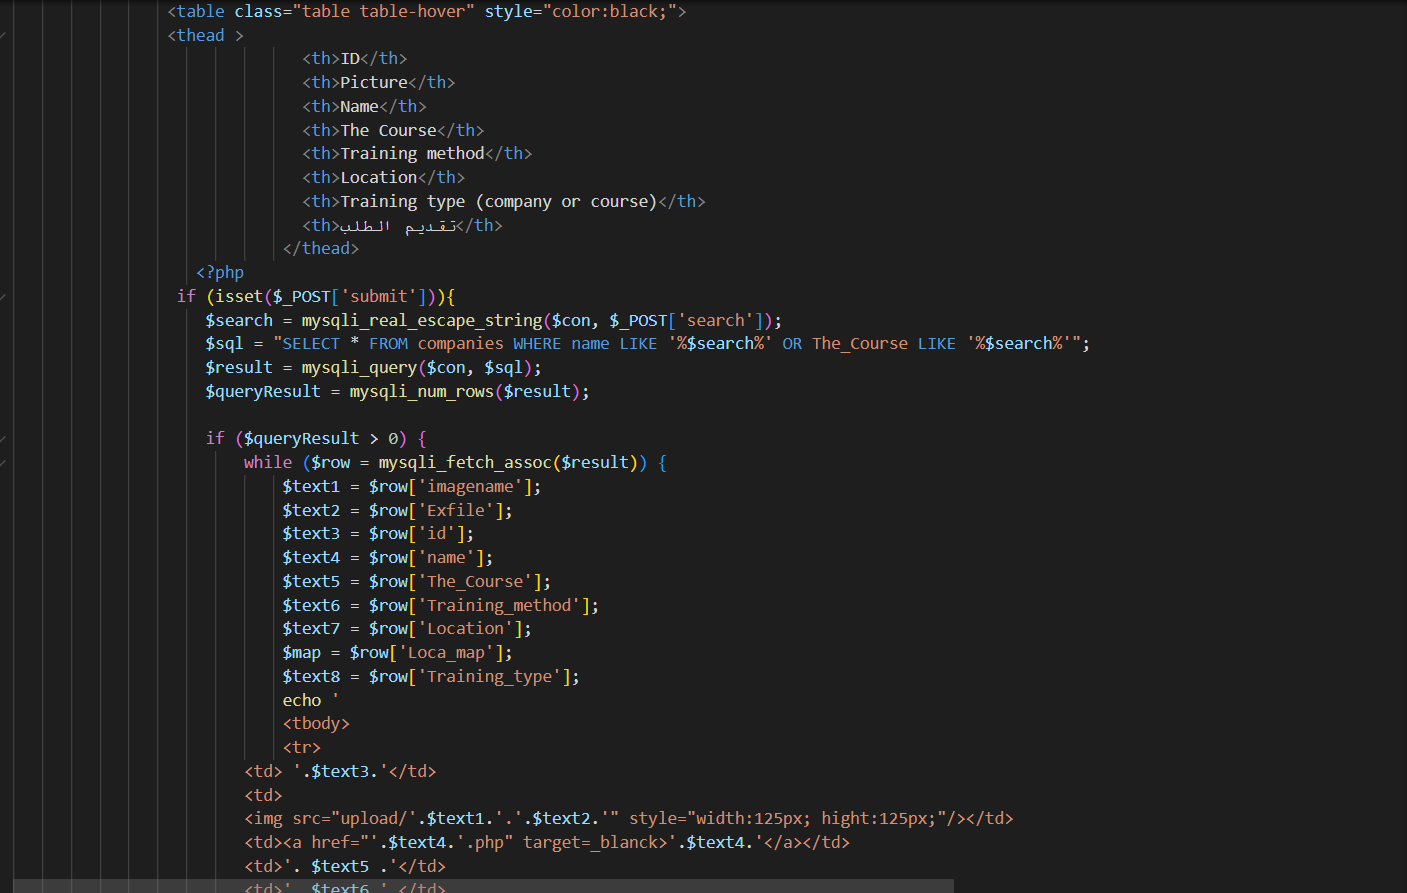 <table class="table table-hover" style="color:black;">
<thead >
<th>ID</th>
<th>Picture</th>
<th>Name</th>
<th>The Course</th>
<th>Training method</th>
<th>Location</th>
<th>Training type (company or course)</th>
<th>تقديم الطلب</th>
</thead>
<?php
if (isset($_POST['submit'])){
$search = mysqli_real_escape_string($con, $_POST['search']);
$sql = "SELECT * FROM companies WHERE name LIKE '%$search%' OR The_Course LIKE '%$search%'";
$result = mysqli_query($con, $sql);
$queryResult = mysqli_num_rows($result);
if ($queryResult > 0) {
while ($row = mysqli_fetch_assoc($result)) {
$text1 = $row['imagename'];
$text2 = $row['Exfile'];
$text3 = $row['id'];
$text4 = $row['name'];
$text5 = $row['The_Course'];
$text6 = $row['Training_method'];
$text7 = $row['Location'];
$map = $row['Loca_map'];
$text8 = $row['Training_type'];
echo '
<tbody>
<tr>
<td> '.$text3.'</td>
<td>
<img src="upload/'.$text1.'.'.$text2.'" style="width:125px; hight:125px;"/></td>
<td><a href="'.$text4.'.php" target=_blanck>'.$text4.'</a></td>
<td>'. $text5 .'</td>
<td>'. $text6 .'</td>